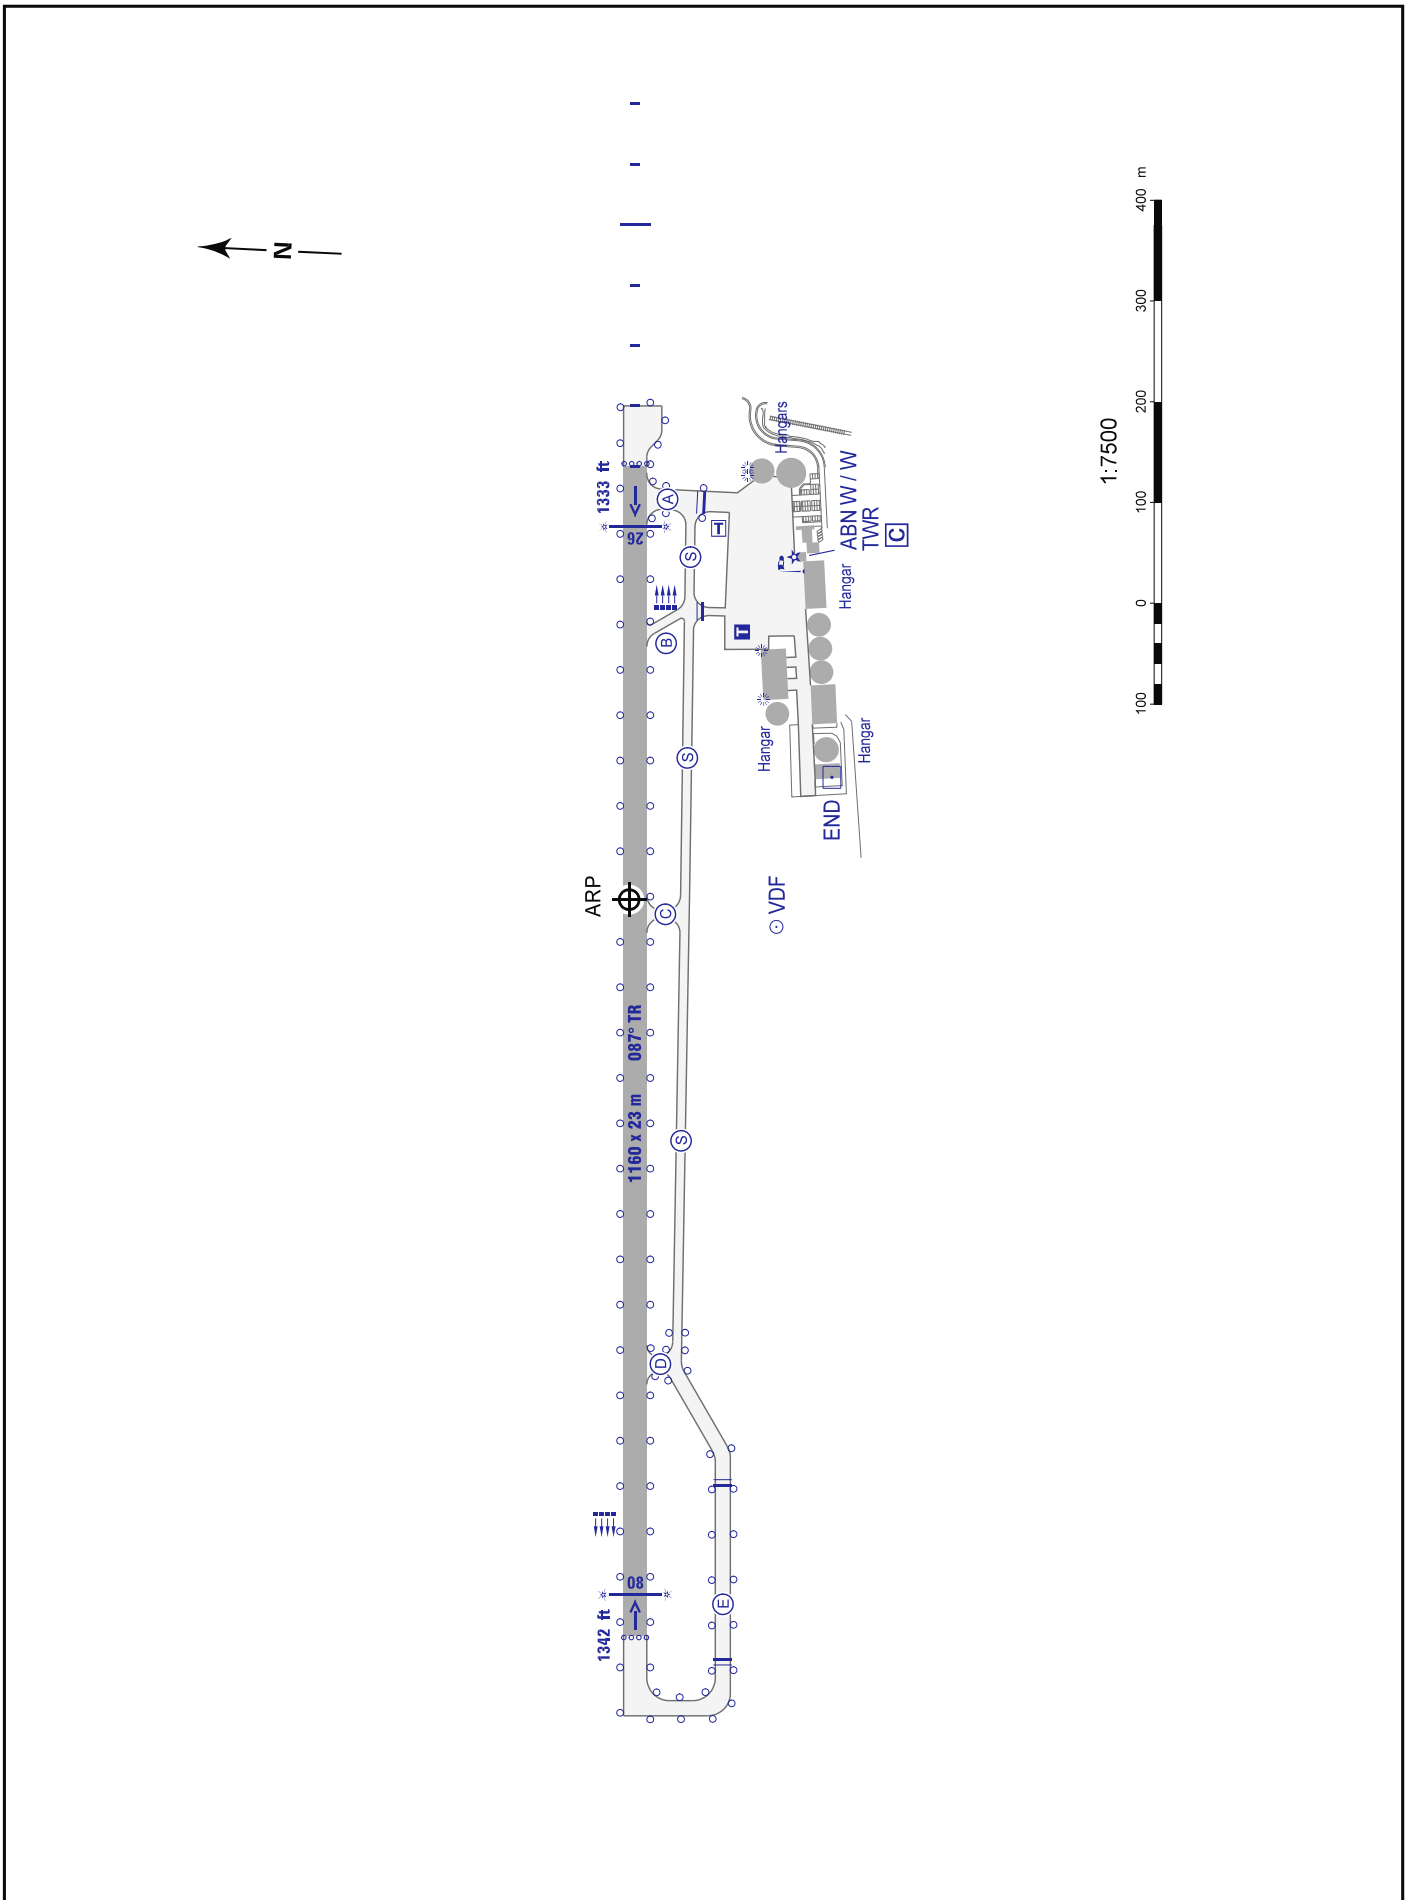 N
1333 ft
26
A
S
T
Hangars
ABN W / W
TWR
C
Hangar
B
T
S
Hangar
Hangar
END
ARP
C
VDF
087° TR
1160 x 23 m
S
D
08
1342 ft
E
1:7500
100
0
100
200
300
400 m